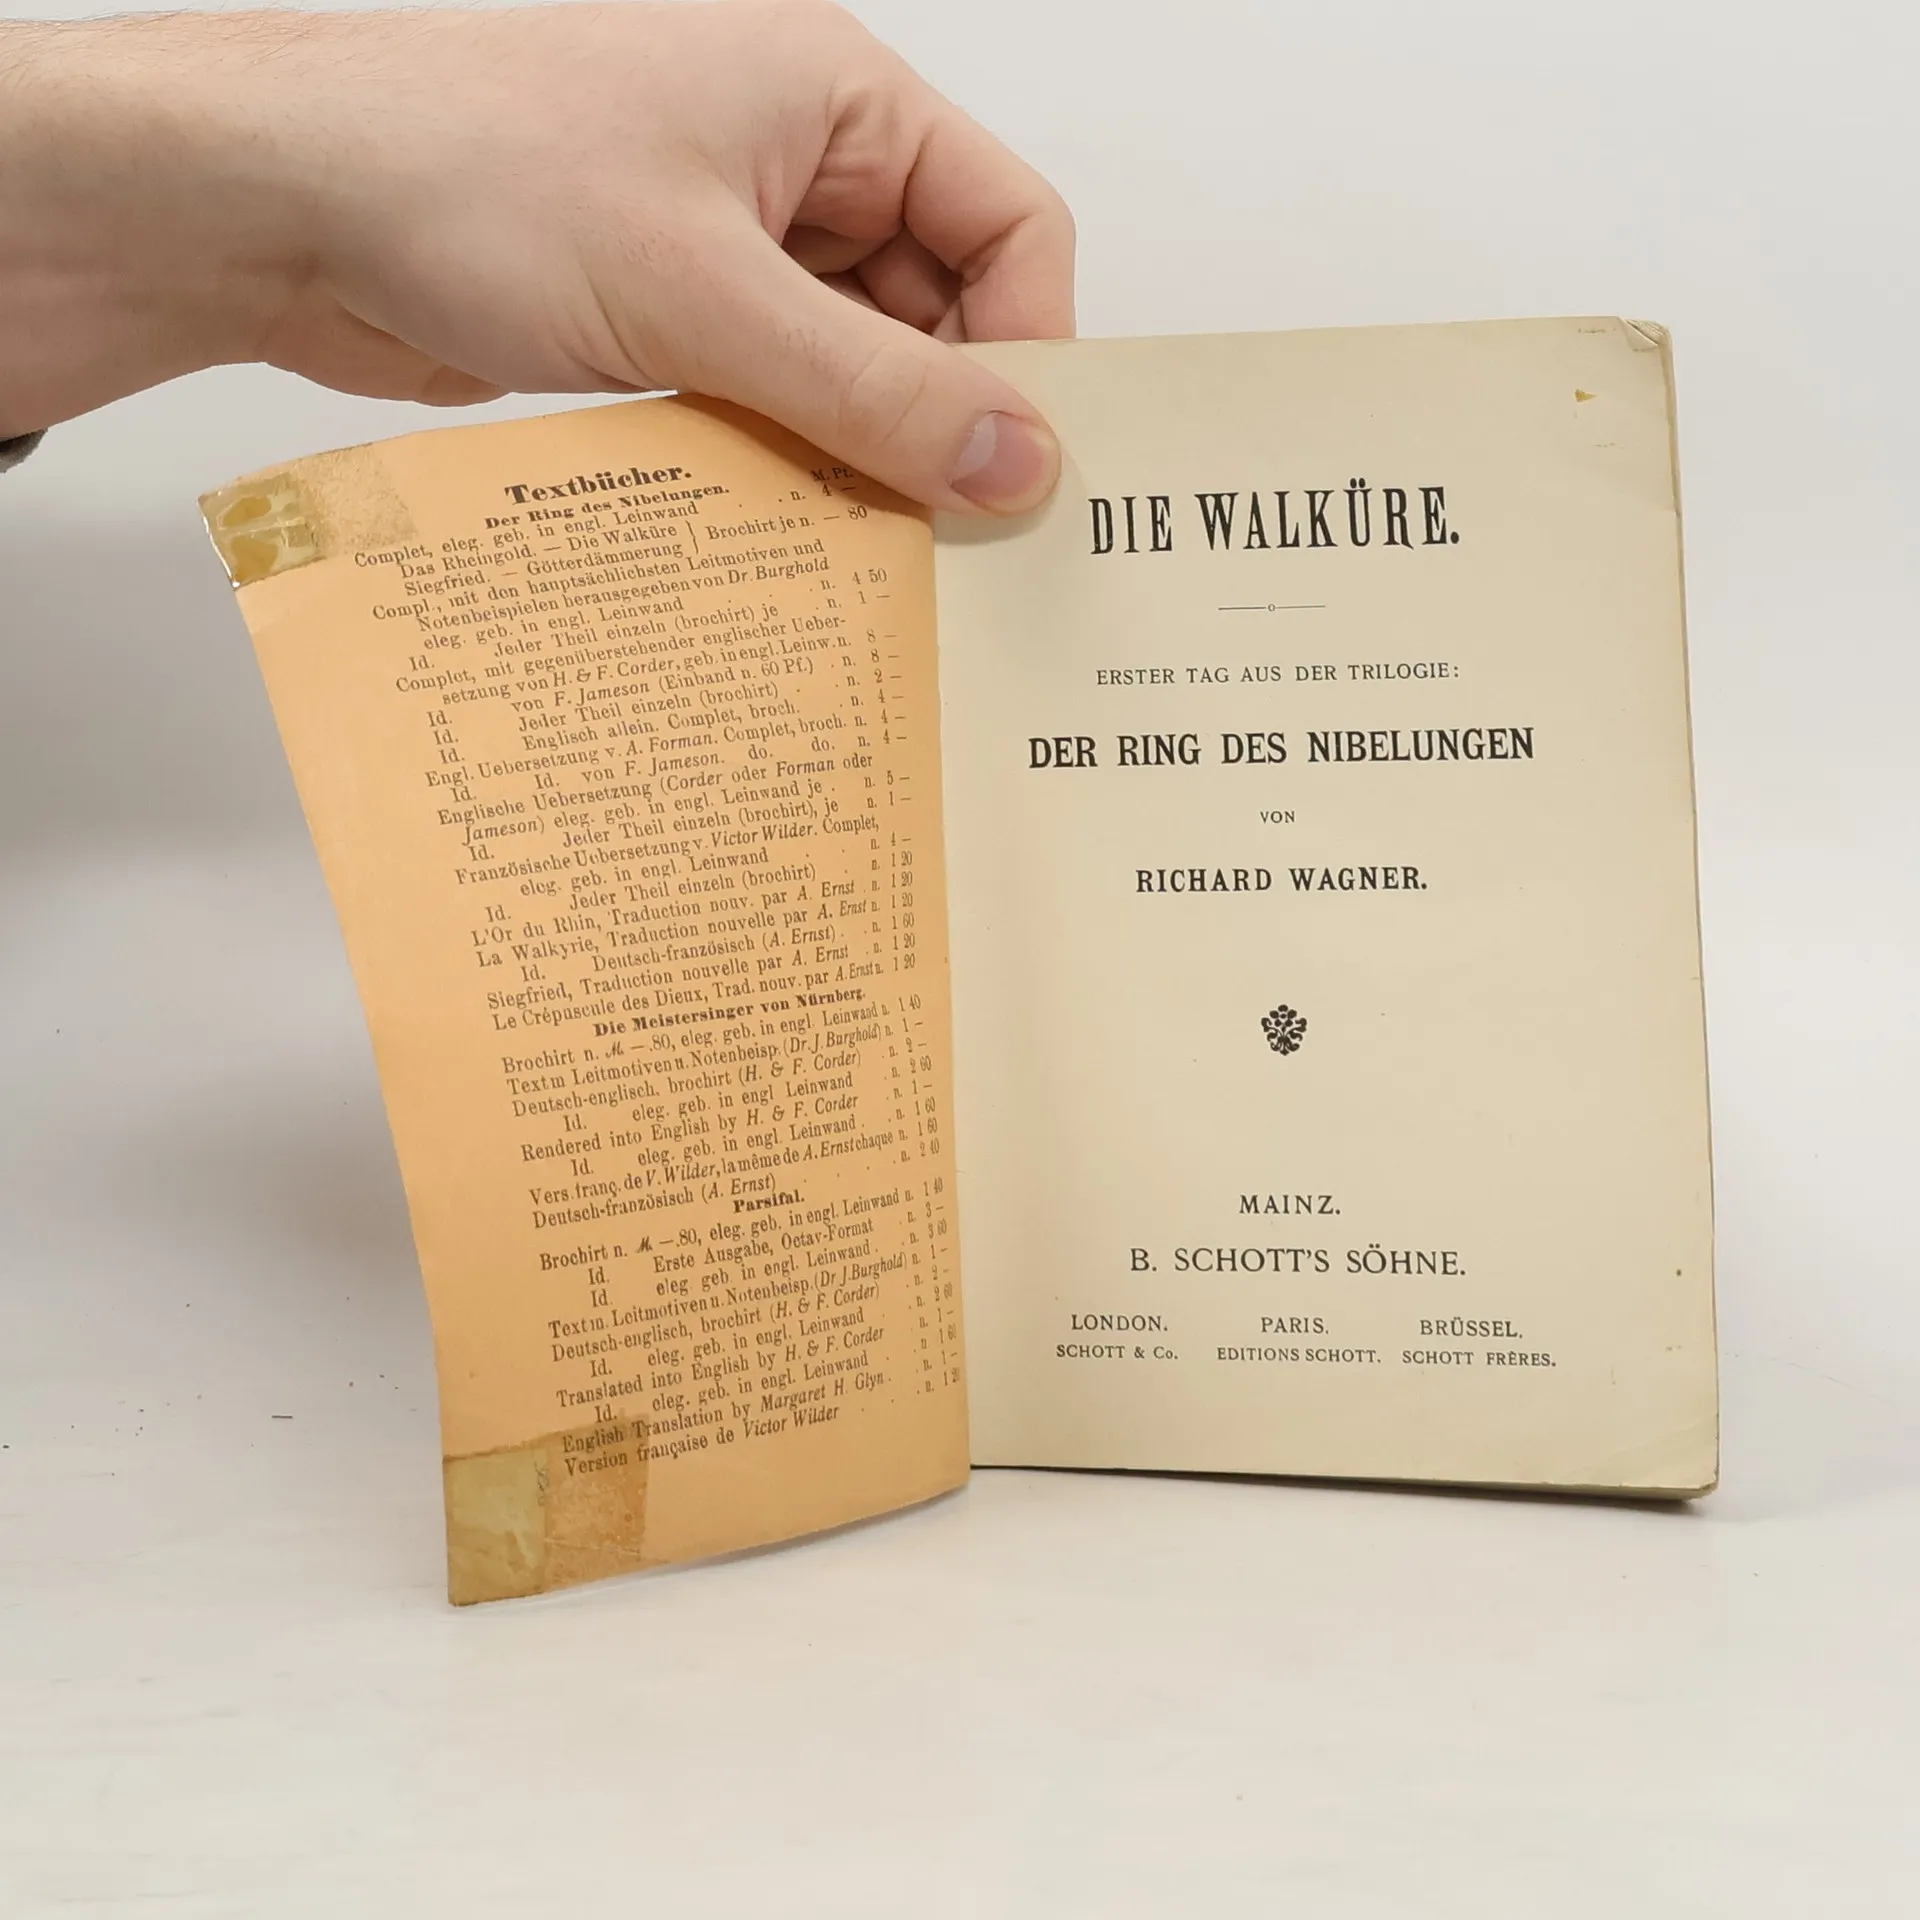 Textbücher.
Der Ring des Nibelungen. M. Pf.
Complet, eleg. geb. in engl. Leinwand . . n. 4 —
Das Rheingold. — Die Walküre } Brochirt je n. — 80
Siegfried. — Götterdämmerung
Compl., mit den hauptsächlichsten Leitmotiven und
Notenbeispielen herausgegeben von Dr. Burghold
eleg. geb. in engl. Leinwand . . . n. 4 50
Id. Jeder Theil einzeln (brochirt) je . n. 1 —
Complet, mit gegenüberstehender englischer Ueber-
setzung von H. & F. Corder, geb. in engl. Leinw. n. 8 —
Id. von F. Jameson (Einband n. 60 Pf.) . n. 8 —
Id. Jeder Theil einzeln (brochirt) . . n. 2 —
Id. Englisch allein. Complet, broch. . n. 4 —
Engl. Uebersetzung v. A. Forman. Complet, broch. n. 4 —
Id. von F. Jameson. do. do. n. 4 —
Englische Uebersetzung (Corder oder Forman oder
Jameson) eleg. geb. in engl. Leinwand je . n. 5 —
Id. Jeder Theil einzeln (brochirt), je n. 1 —
Französische Uebersetzung v. Victor Wilder. Complet,
eleg. geb. in engl. Leinwand . . n. 4 —
Id. Jeder Theil einzeln (brochirt) . n. 1 20
L'Or du Rhin, Traduction nouv. par A. Ernst . n. 1 20
La Walkyrie, Traduction nouvelle par A. Ernst n. 1 20
Id. Deutsch-französisch (A. Ernst) . . n. 1 60
Siegfried, Traduction nouvelle par A. Ernst . n. 1 20
Le Crépuscule des Dieux, Trad. nouv. par A. Ernst n. 1 20
Die Meistersinger von Nürnberg.
Brochirt n. M. —.80, eleg. geb. in engl. Leinwand n. 1 40
Text m Leitmotiven u. Notenbeisp. (Dr. J. Burghold) n. 1 —
Deutsch-englisch, brochirt (H. & F. Corder) . n. 2 —
Id. eleg. geb. in engl Leinwand . n. 2 60
Rendered into English by H. & F. Corder . n. 1 —
Id. eleg. geb. in engl. Leinwand . . n. 1 60
Vers. franç. de V. Wilder, la même de A. Ernst chaque n. 1 60
Deutsch-französisch (A. Ernst) . . . n. 2 40
Parsifal.
Brochirt n. M. —.80, eleg. geb. in engl. Leinwand n. 1 40
Id. Erste Ausgabe, Octav-Format . n. 3 —
Id. eleg. geb. in engl. Leinwand . . n. 3 60
Text m. Leitmotiven u. Notenbeisp. (Dr J. Burghold) n. 1 —
Deutsch-englisch, brochirt (H. & F. Corder) . n. 2 —
Id. eleg. geb. in engl. Leinwand . . n. 2 60
Translated into English by H. & F. Corder . n. 1 —
Id. eleg. geb. in engl. Leinwand . . n 1 60
English Translation by Margaret H. Glyn . . n. 1 —
Version française de Victor Wilder . . . n. 1 20
DIE WALKÜRE.
ERSTER TAG AUS DER TRILOGIE:
DER RING DES NIBELUNGEN
VON
RICHARD WAGNER.
MAINZ.
B. SCHOTT'S SÖHNE.
LONDON. PARIS. BRÜSSEL.
SCHOTT & Co. EDITIONS SCHOTT. SCHOTT FRÈRES.